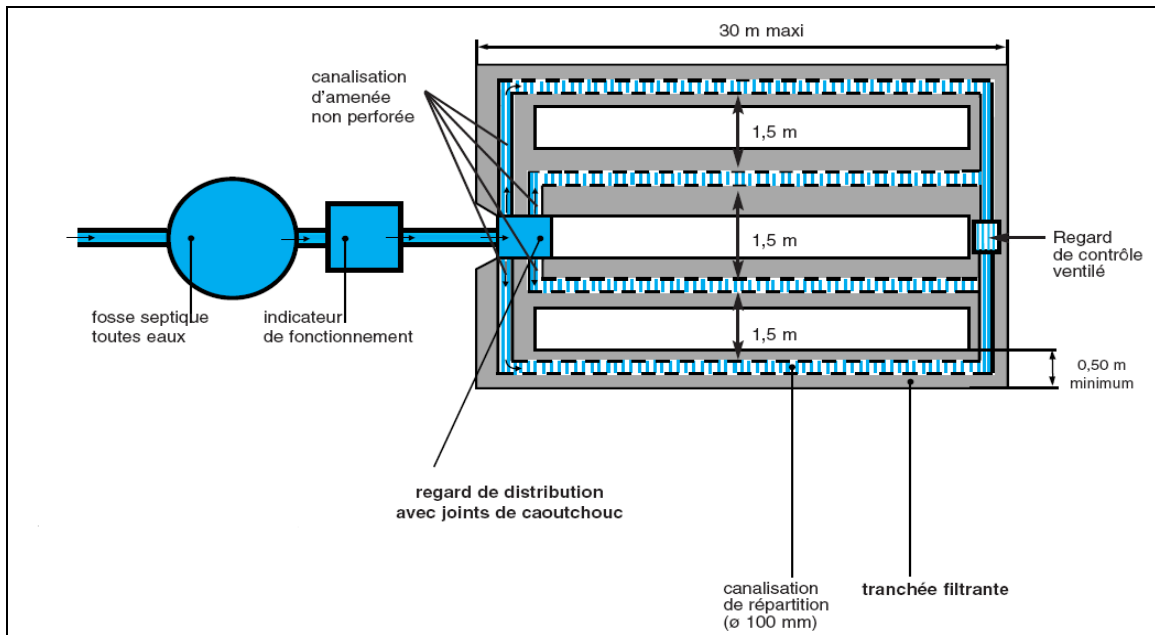 30 m maxi
canalisation
d'amenée
non perforée
1,5 m
1,5 m
Regard
de contrôle
ventilé
fosse septique
toutes eaux
indicateur
de fonctionnement
1,5 m
0,50 m
minimum
regard de distribution
avec joints de caoutchouc
canalisation
de répartition
(ø 100 mm)
tranchée filtrante